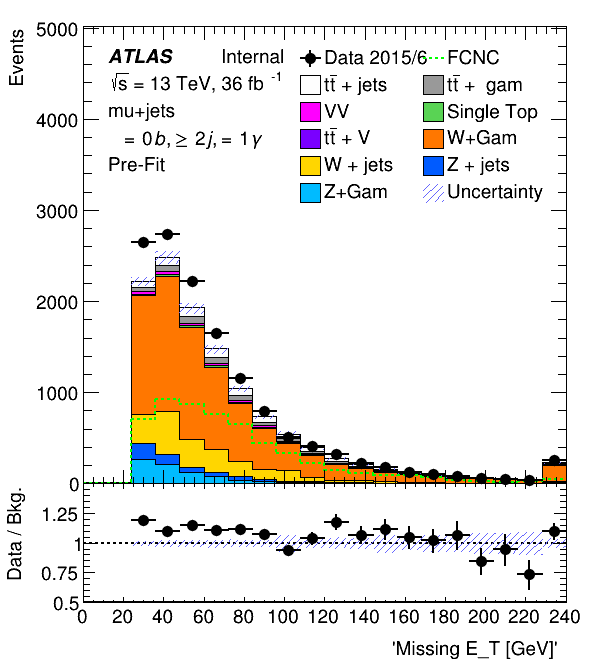 Events
5000
4000
3000
2000
1000
0
ATLAS Internal
√s = 13 TeV, 36 fb⁻¹
mu+jets
= 0b, ≥ 2j, = 1γ
Pre-Fit
Data 2015/6 FCNC
tt̄ + jets tt̄ + gam
VV Single Top
tt̄ + V W+Gam
W + jets Z + jets
Z+Gam Uncertainty
Data / Bkg.
1.25
1
0.75
0.5
0 20 40 60 80 100 120 140 160 180 200 220 240
'Missing E_T [GeV]'